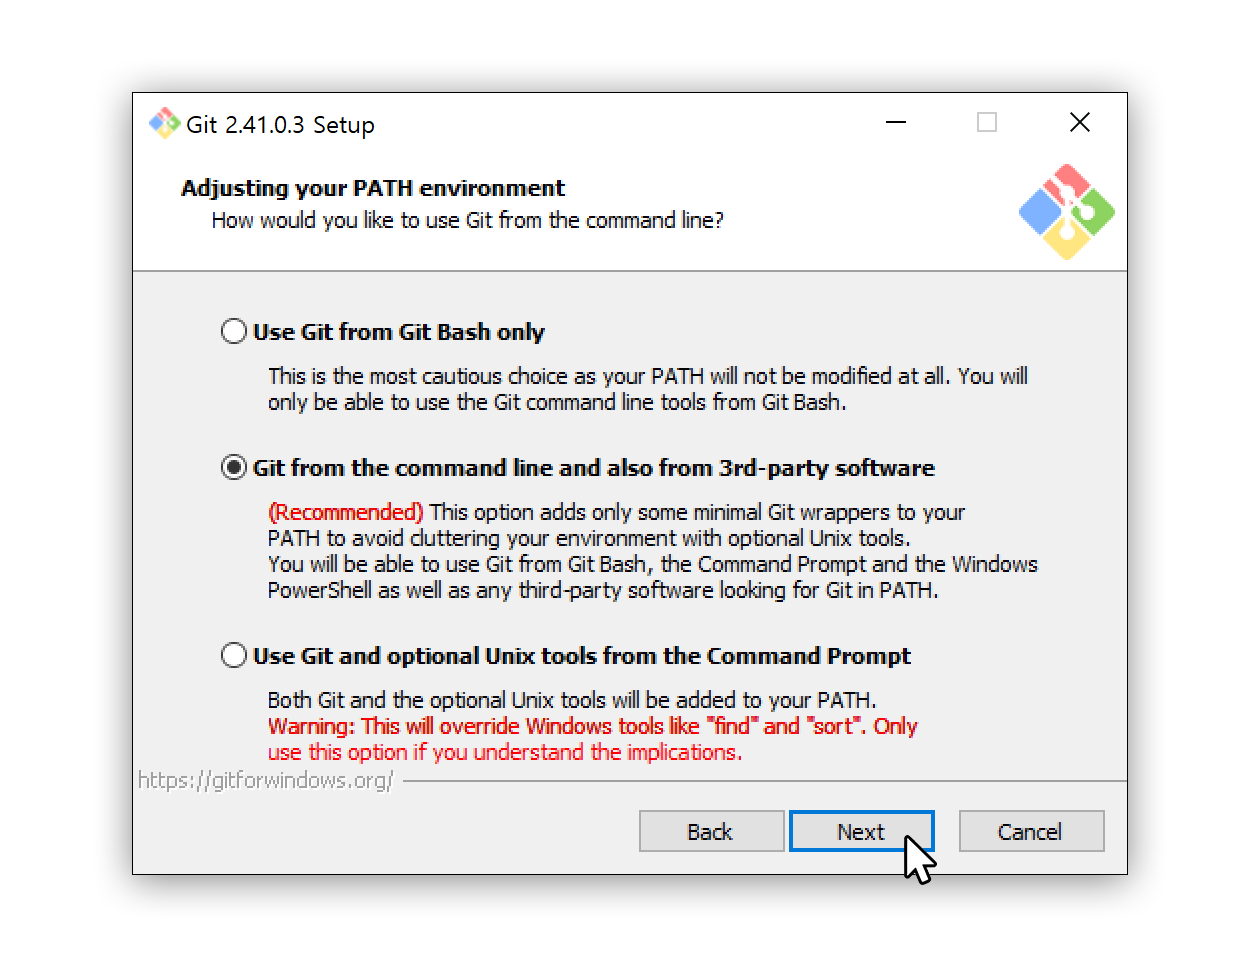 Git 2.41.0.3 Setup
Adjusting your PATH environment
How would you like to use Git from the command line?
Use Git from Git Bash only
This is the most cautious choice as your PATH will not be modified at all. You will
only be able to use the Git command line tools from Git Bash.
Git from the command line and also from 3rd-party software
(Recommended) This option adds only some minimal Git wrappers to your
PATH to avoid cluttering your environment with optional Unix tools.
You will be able to use Git from Git Bash, the Command Prompt and the Windows
PowerShell as well as any third-party software looking for Git in PATH.
Use Git and optional Unix tools from the Command Prompt
Both Git and the optional Unix tools will be added to your PATH.
Warning: This will override Windows tools like "find" and "sort". Only
use this option if you understand the implications.
https://gitforwindows.org/
Back
Next
Cancel